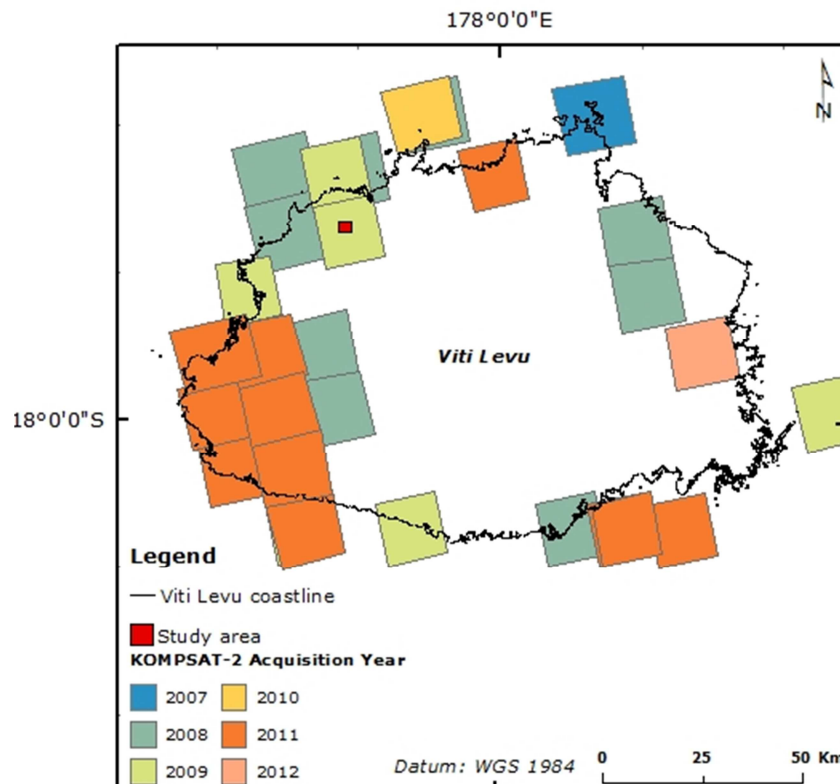 178°0'0"E
Z
Viti Levu
18°0'0"S
Legend
Viti Levu coastline
Study area
KOMPSAT-2 Acquisition Year
2007 2010
2008 2011
2009 2012
Datum: WGS 1984
0 25 50